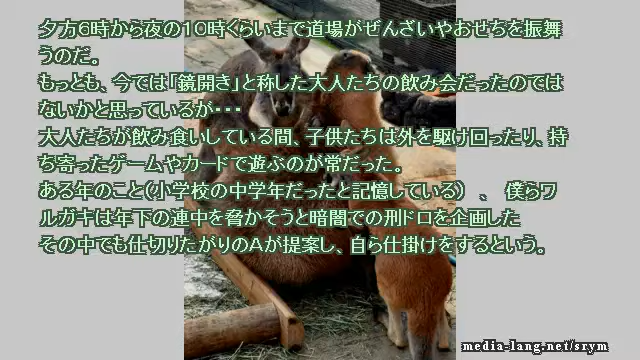 夕方6時から夜の10時くらいまで道場がぜんざいやおせちを振舞
うのだ。
もっとも、今では「鏡開き」と称した大人たちの飲み会だったのでは
ないかと思っているが・・・
大人たちが飲み食いしている間、子供たちは外を駆け回ったり、持
ち寄ったゲームやカードで遊ぶのが常だった。
ある年のこと(小学校の中学年だったと記憶している) 、 僕らワ
ルガキは年下の連中を脅かそうと暗闇での刑ドロを企画した
その中でも仕切りたがりのAが提案し、自ら仕掛けをするという。
media-lang.net/srym